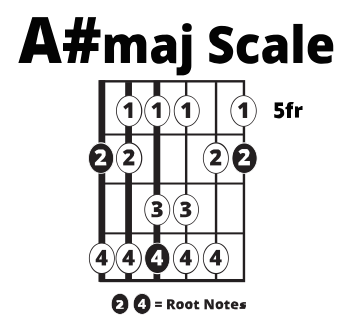 A#maj Scale
1 1 1 1 5fr
2 2 2 2
3 3
4 4 4 4 4
2 4 = Root Notes